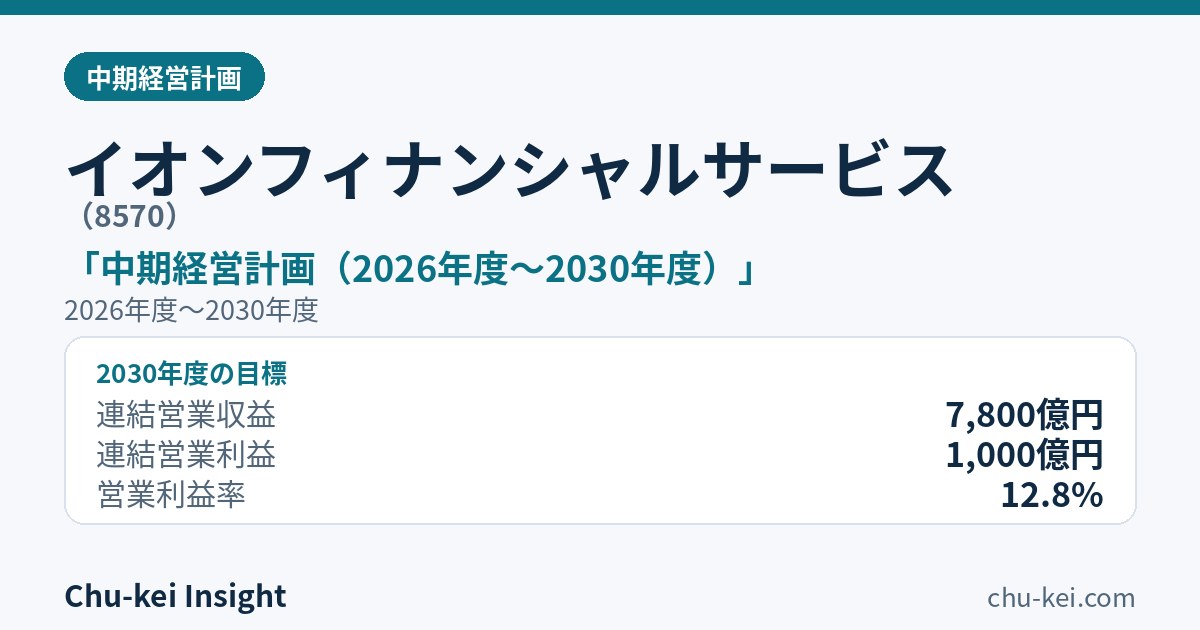 中期経営計画
イオンフィナンシャルサービス
（8570）
「中期経営計画（2026年度～2030年度）」
2026年度～2030年度
2030年度の目標
連結営業収益 7,800億円
連結営業利益 1,000億円
営業利益率 12.8%
Chu-kei Insight chu-kei.com